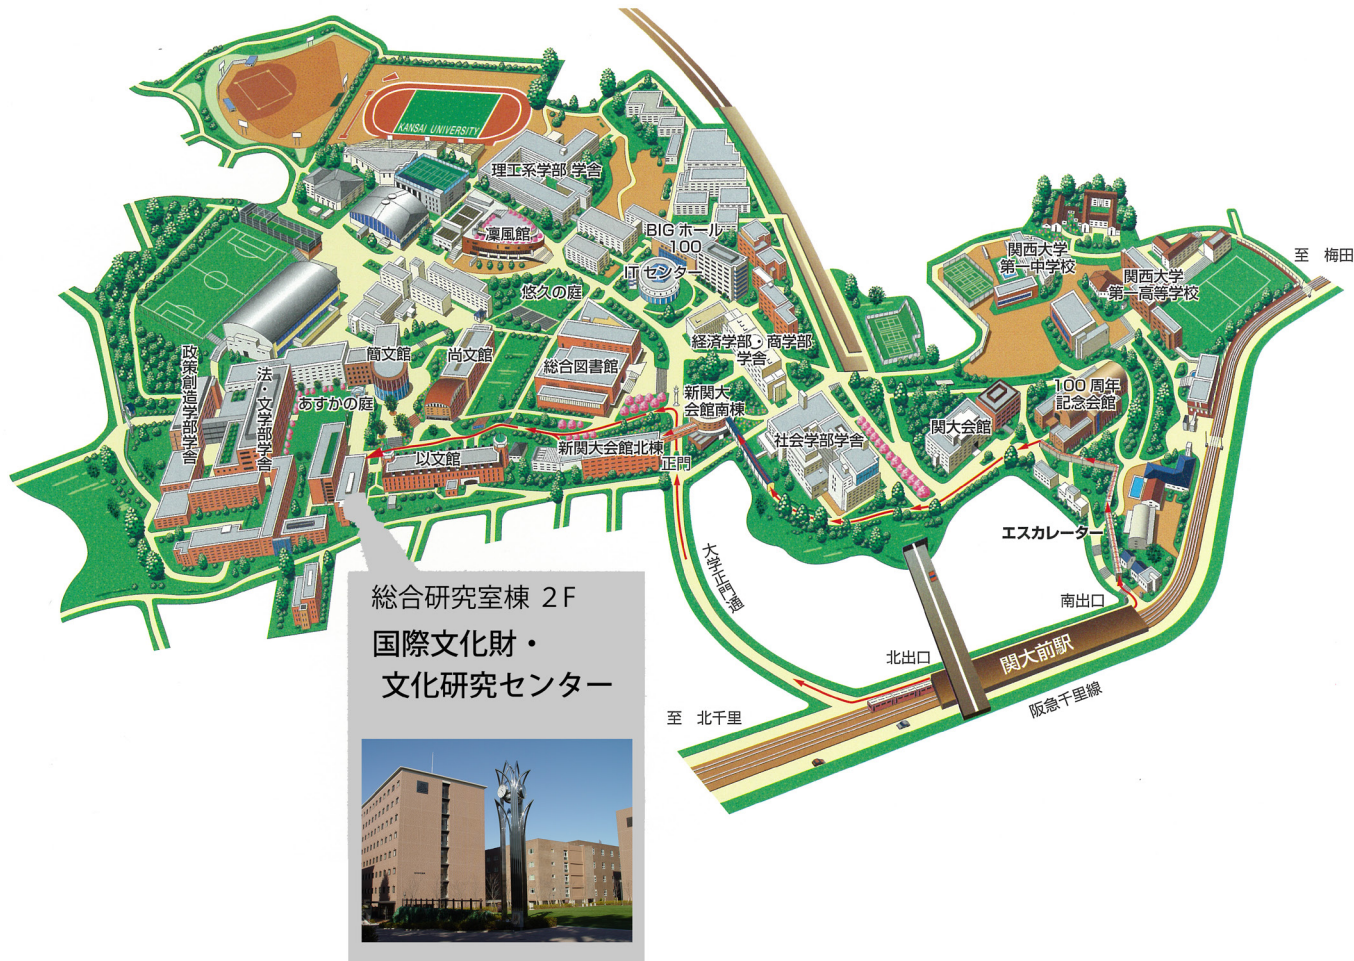 KANSAI UNIVERSITY
理工系学部 学舎
凜風館
BIG ホール
100
ITセンター
悠久の庭
関西大学
第一中学校
関西大学
第一高等学校
至 梅田
経済学部・商学部
学舎
簡文館
尚文館
総合図書館
政策創造学部学舎
法・文学部学舎
あすかの庭
新関大
会館南棟
100 周年
記念会館
関大会館
社会学部学舎
新関大会館北棟
以文館
正門
エスカレーター
大学正門通
南出口
北出口
関大前駅
阪急千里線
至 北千里
総合研究室棟 2F
国際文化財・
文化研究センター